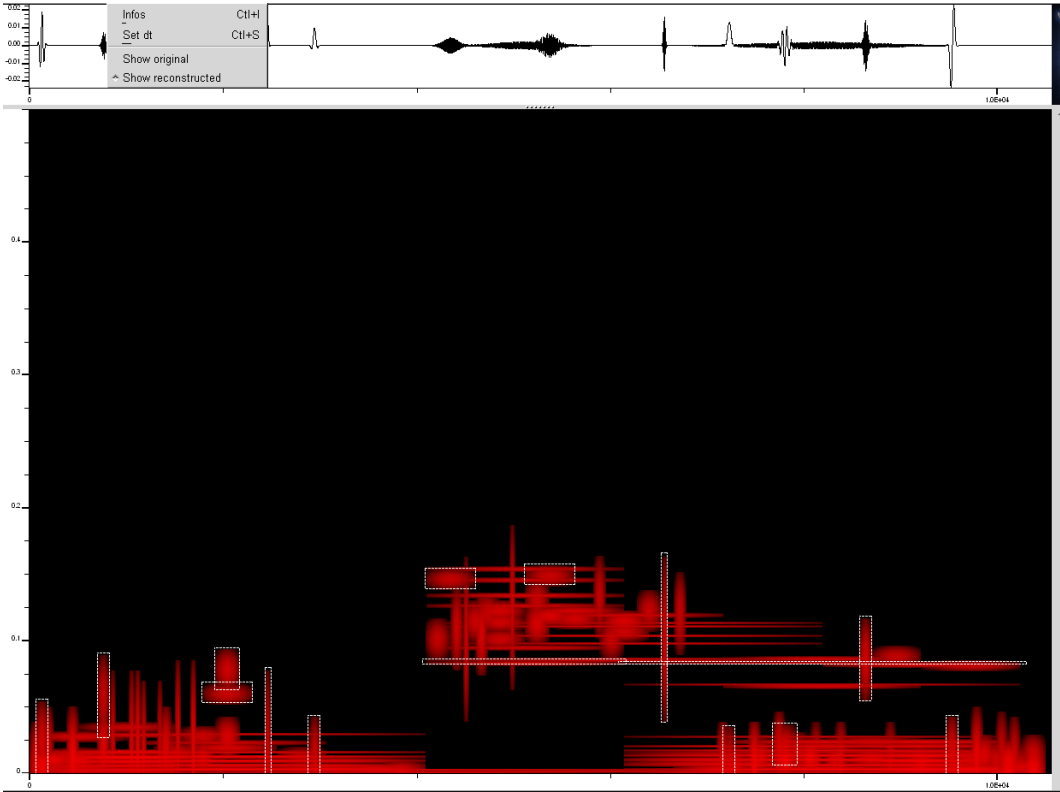 0.02
Infos Ctl+I
0.01
Set dt Ctl+S
0.00
Show original
-0.01
Show reconstructed
-0.02
0 1.0E+04
0.4
0.3
0.2
0.1
0
0 1.0E+04